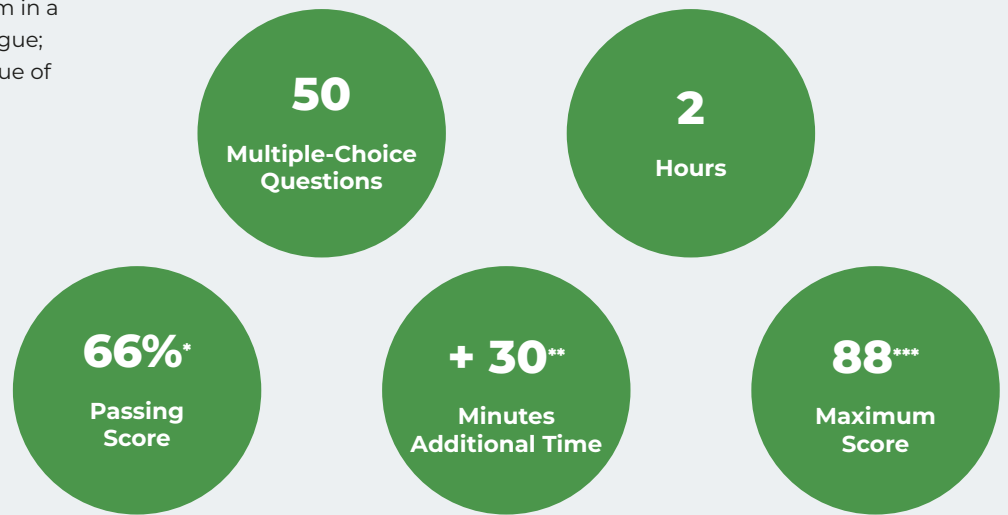 in a
ue of
50
Multiple-Choice
Questions
2
Hours
66%*
Passing
Score
+ 30**
Minutes
Additional Time
88***
Maximum
Score